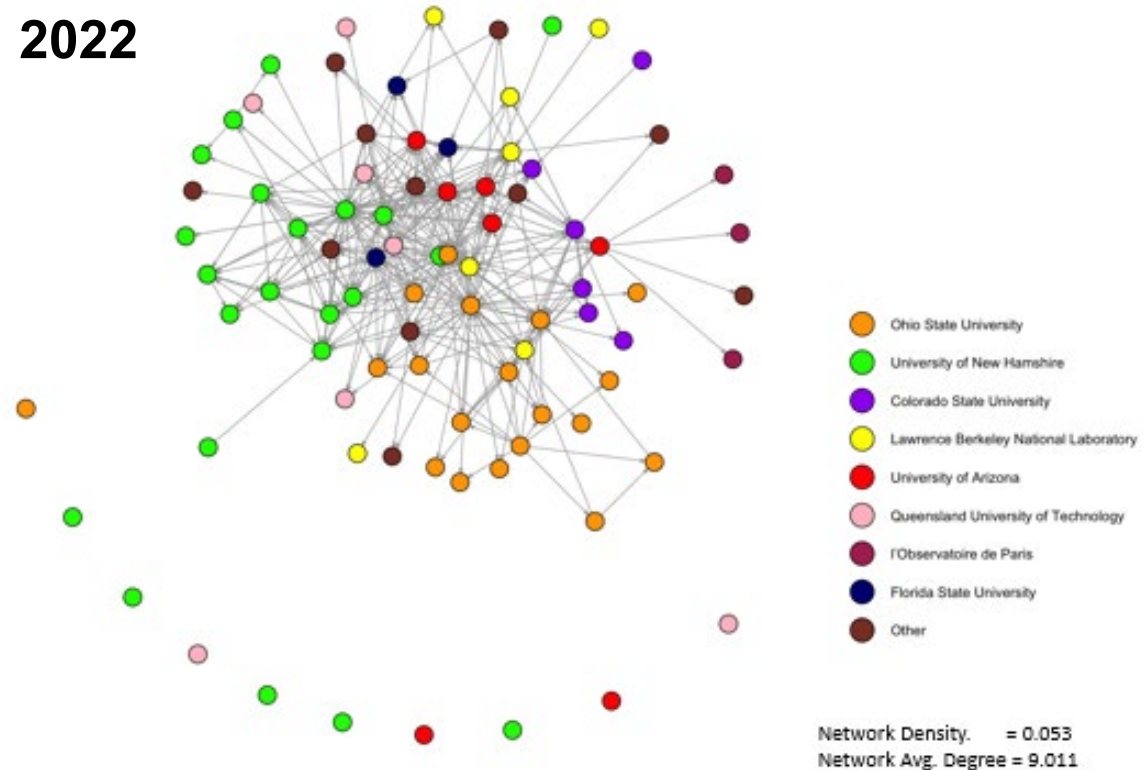 2022
Ohio State University
University of New Hamshire
Colorado State University
Lawrence Berkeley National Laboratory
University of Arizona
Queensland University of Technology
l'Observatoire de Paris
Florida State University
Other
Network Density. = 0.053
Network Avg. Degree = 9.011